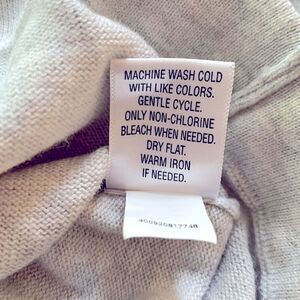 MACHINE WASH COLD
WITH LIKE COLORS.
GENTLE CYCLE.
ONLY NON-CHLORINE
BLEACH WHEN NEEDED.
DRY FLAT.
WARM IRON
IF NEEDED.
400920817748